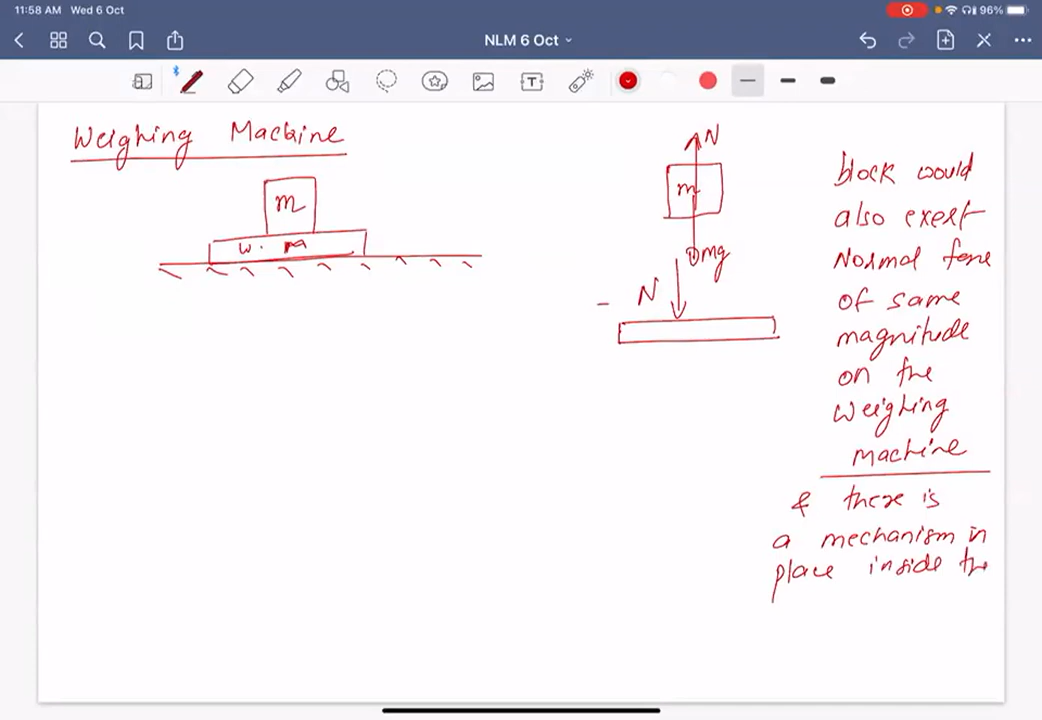 11:58 AM Wed 6 Oct
96%
NLM 6 Oct
T
Weighing Machine
m
w. m
N
m
mg
N
block would
also exert
Normal force
of same
magnitude
on the
weighing
machine
& there is
a mechanism in
place inside the